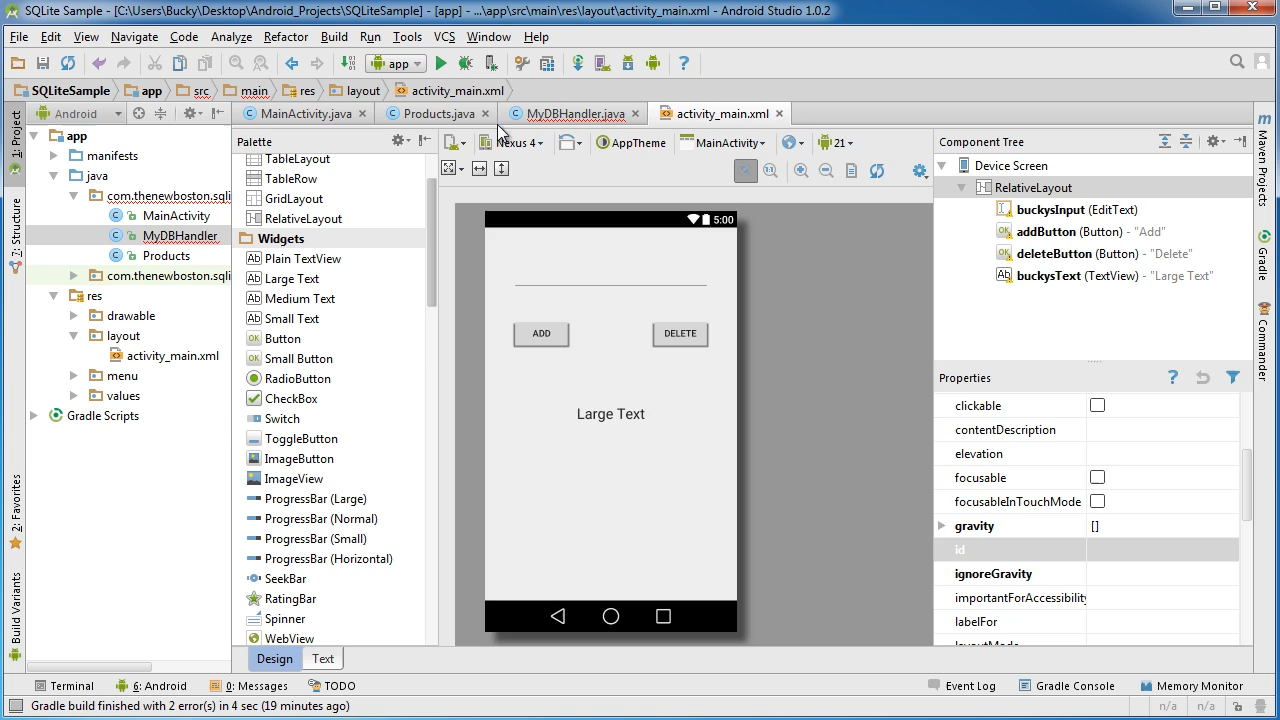 SQLite Sample - [C:\Users\Bucky\Desktop\Android_Projects\SQLiteSample] - [app] - ...\app\src\main\res\layout\activity_main.xml - Android Studio 1.0.2
File Edit View Navigate Code Analyze Refactor Build Run Tools VCS Window Help
app
SQLiteSample app src main res layout activity_main.xml
Android MainActivity.java Products.java MyDBHandler.java activity_main.xml
1: Project
7: Structure
2: Favorites
Build Variants
app
manifests
java
com.thenewboston.sqli
MainActivity
MyDBHandler
Products
com.thenewboston.sqli
res
drawable
layout
activity_main.xml
menu
values
Gradle Scripts
Palette
TableLayout
TableRow
GridLayout
RelativeLayout
Widgets
Plain TextView
Large Text
Medium Text
Small Text
Button
Small Button
RadioButton
CheckBox
Switch
ToggleButton
ImageButton
ImageView
ProgressBar (Large)
ProgressBar (Normal)
ProgressBar (Small)
ProgressBar (Horizontal)
SeekBar
RatingBar
Spinner
WebView
Design Text
Nexus 4 AppTheme MainActivity 21
5:00
ADD DELETE
Large Text
Component Tree
Device Screen
RelativeLayout
buckysInput (EditText)
addButton (Button) - "Add"
deleteButton (Button) - "Delete"
buckysText (TextView) - "Large Text"
Properties
clickable
contentDescription
elevation
focusable
focusableInTouchMode
gravity []
id
ignoreGravity
importantForAccessibility
labelFor
layoutMode
Maven Projects
Gradle
Commander
Terminal 6: Android 0: Messages TODO Event Log Gradle Console Memory Monitor
Gradle build finished with 2 error(s) in 4 sec (19 minutes ago) n/a n/a